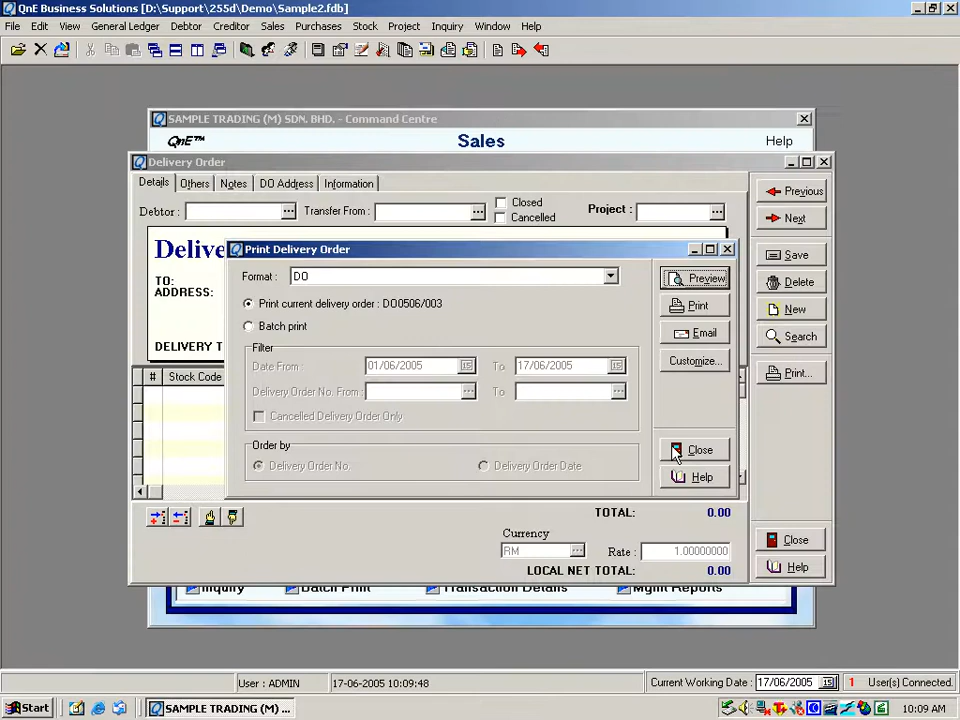 QnE Business Solutions [D:\Support\255d\Demo\Sample2.fdb]
File Edit View General Ledger Debtor Creditor Sales Purchases Stock Project Inquiry Window Help
SAMPLE TRADING (M) SDN. BHD. - Command Centre
QnE™ Sales Help
Delivery Order
Details Others Notes DO Address Information
Previous
Debtor : Transfer From : Closed Project :
Cancelled
Next
Delive
TO:
ADDRESS:
DELIVERY T
# Stock Code
Save
Delete
New
Search
Print...
Print Delivery Order
Format : DO
Preview
Print current delivery order : DO0506/003
Print
Batch print
Email
Filter
Customize...
Date From : 01/06/2005 To 17/06/2005
Delivery Order No. From : To
Cancelled Delivery Order Only
Order by
Close
Delivery Order No. Delivery Order Date
Help
TOTAL: 0.00
Currency
RM Rate : 1.00000000
LOCAL NET TOTAL: 0.00
Close
Help
Inquiry Batch Print Transaction Details Mgmt Reports
User : ADMIN 17-06-2005 10:09:48 Current Working Date : 17/06/2005 1 User(s) Connected.
Start SAMPLE TRADING (M) ... 10:09 AM